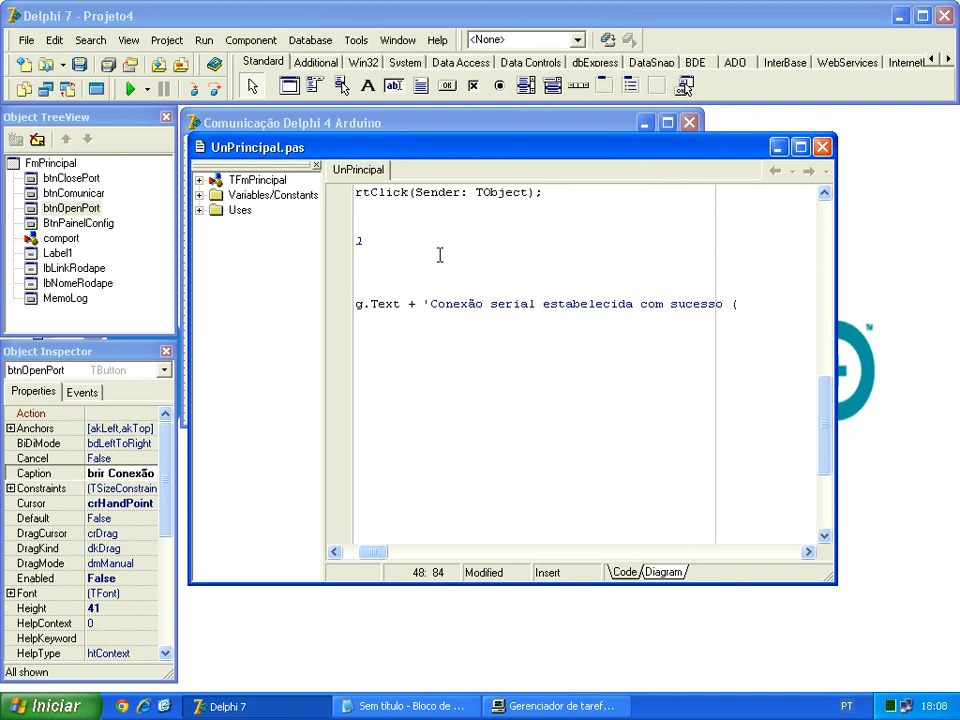 Delphi 7 - Projeto4
File Edit Search View Project Run Component Database Tools Window Help <None>
Standard Additional Win32 System Data Access Data Controls dbExpress DataSnap BDE ADO InterBase WebServices
Object TreeView
FmPrincipal
btnClosePort
btnComunicar
btnOpenPort
BtnPainelConfig
comport
Label1
lbLinkRodape
lbNomeRodape
MemoLog
Comunicação Delphi 4 Arduino
UnPrincipal.pas
UnPrincipal
TFmPrincipal
Variables/Constants
Uses
rtClick(Sender: TObject);
g.Text + 'Conexão serial estabelecida com sucesso (
48: 84 Modified Insert Code Diagram
Object Inspector
btnOpenPort TButton
Properties Events
Action
Anchors [akLeft,akTop]
BiDiMode bdLeftToRight
Cancel False
Caption brir Conexão
Constraints (TSizeConstrain
Cursor crHandPoint
Default False
DragCursor crDrag
DragKind dkDrag
DragMode dmManual
Enabled False
Font (TFont)
Height 41
HelpContext 0
HelpKeyword
HelpType htContext
All shown
Iniciar Delphi 7 Sem título - Bloco de ... Gerenciador de taref... PT 18:08